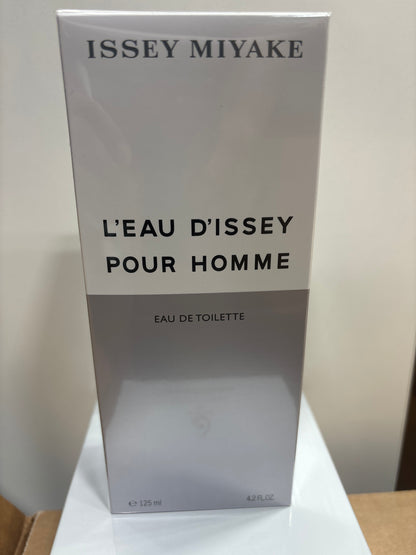 ISSEY MIYAKE
L'EAU D'ISSEY
POUR HOMME
EAU DE TOILETTE
℮ 125 ml 4.2 FL.OZ.